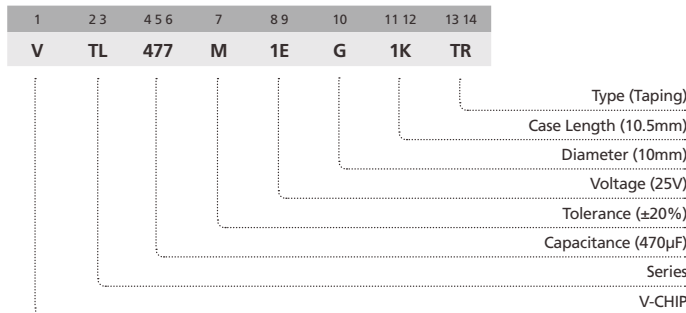 1 2 3 4 5 6 7 8 9 10 11 12 13 14
V TL 477 M 1E G 1K TR
Type (Taping)
Case Length (10.5mm)
Diameter (10mm)
Voltage (25V)
Tolerance (±20%)
Capacitance (470µF)
Series
V-CHIP